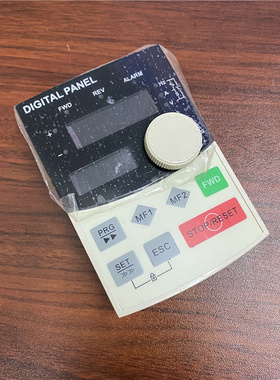 DIGITAL PANEL
FWD REV ALARM
Hz
A
V
PRG
MF1
MF2
FWD
SET
ESC
STOP/RESET